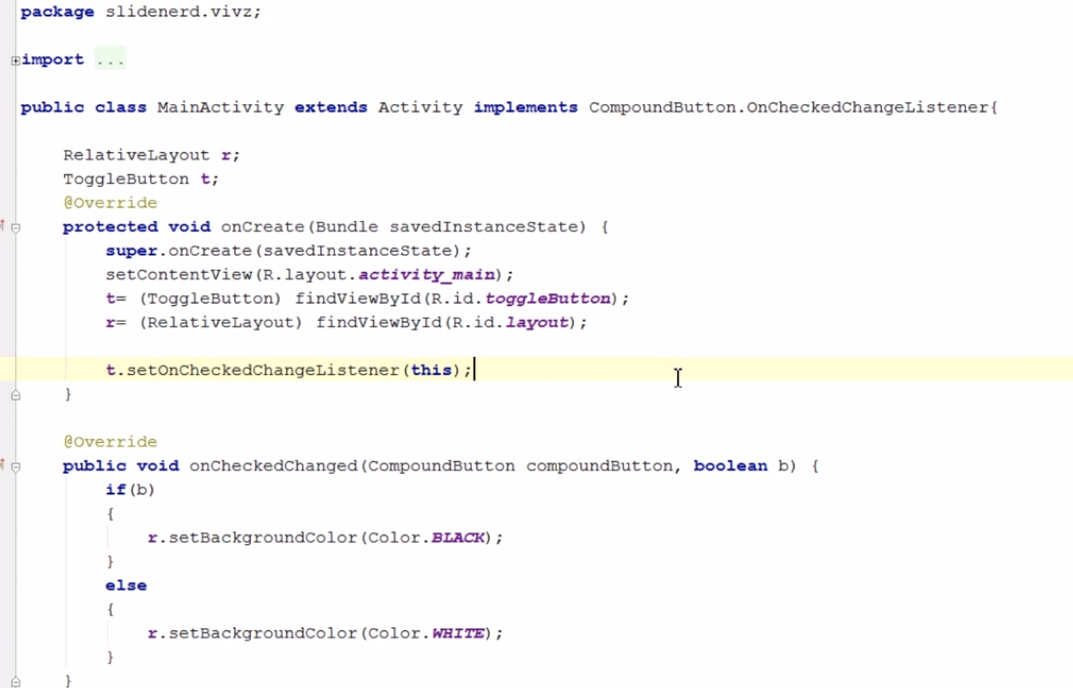 package slidenerd.vivz;
import ...
public class MainActivity extends Activity implements CompoundButton.OnCheckedChangeListener{
RelativeLayout r;
ToggleButton t;
@Override
protected void onCreate(Bundle savedInstanceState) {
super.onCreate(savedInstanceState);
setContentView(R.layout.activity_main);
t= (ToggleButton) findViewById(R.id.toggleButton);
r= (RelativeLayout) findViewById(R.id.layout);
t.setOnCheckedChangeListener(this);
}
@Override
public void onCheckedChanged(CompoundButton compoundButton, boolean b) {
if(b)
{
r.setBackgroundColor(Color.BLACK);
}
else
{
r.setBackgroundColor(Color.WHITE);
}
}